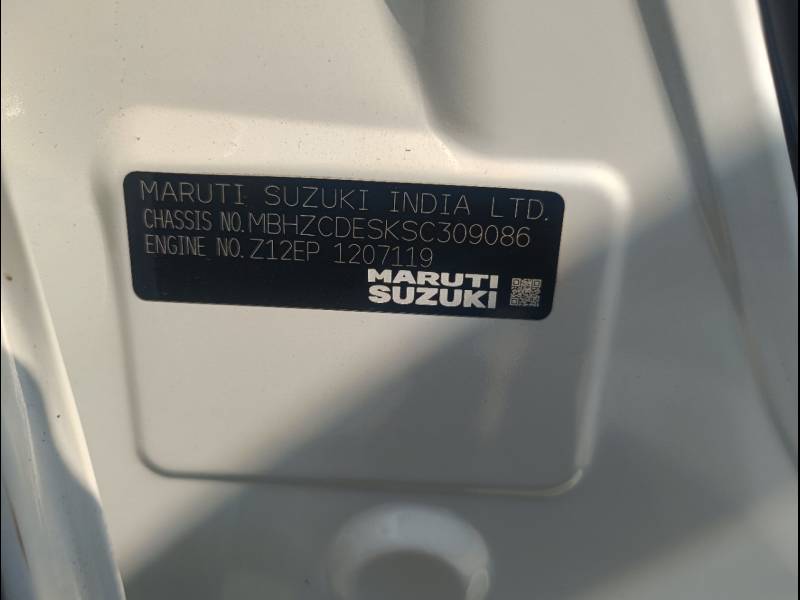 MARUTI SUZUKI INDIA LTD.
CHASSIS NO.MBHZCDESKSC309086
ENGINE NO.Z12EP 1207119
MARUTI
SUZUKI